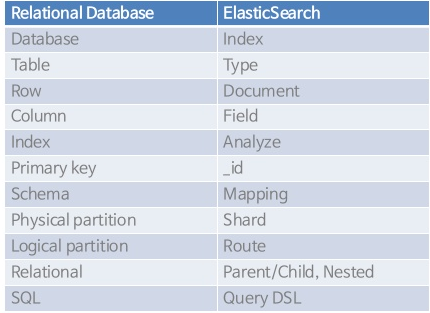 Relational Database ElasticSearch
Database Index
Table Type
Row Document
Column Field
Index Analyze
Primary key _id
Schema Mapping
Physical partition Shard
Logical partition Route
Relational Parent/Child, Nested
SQL Query DSL